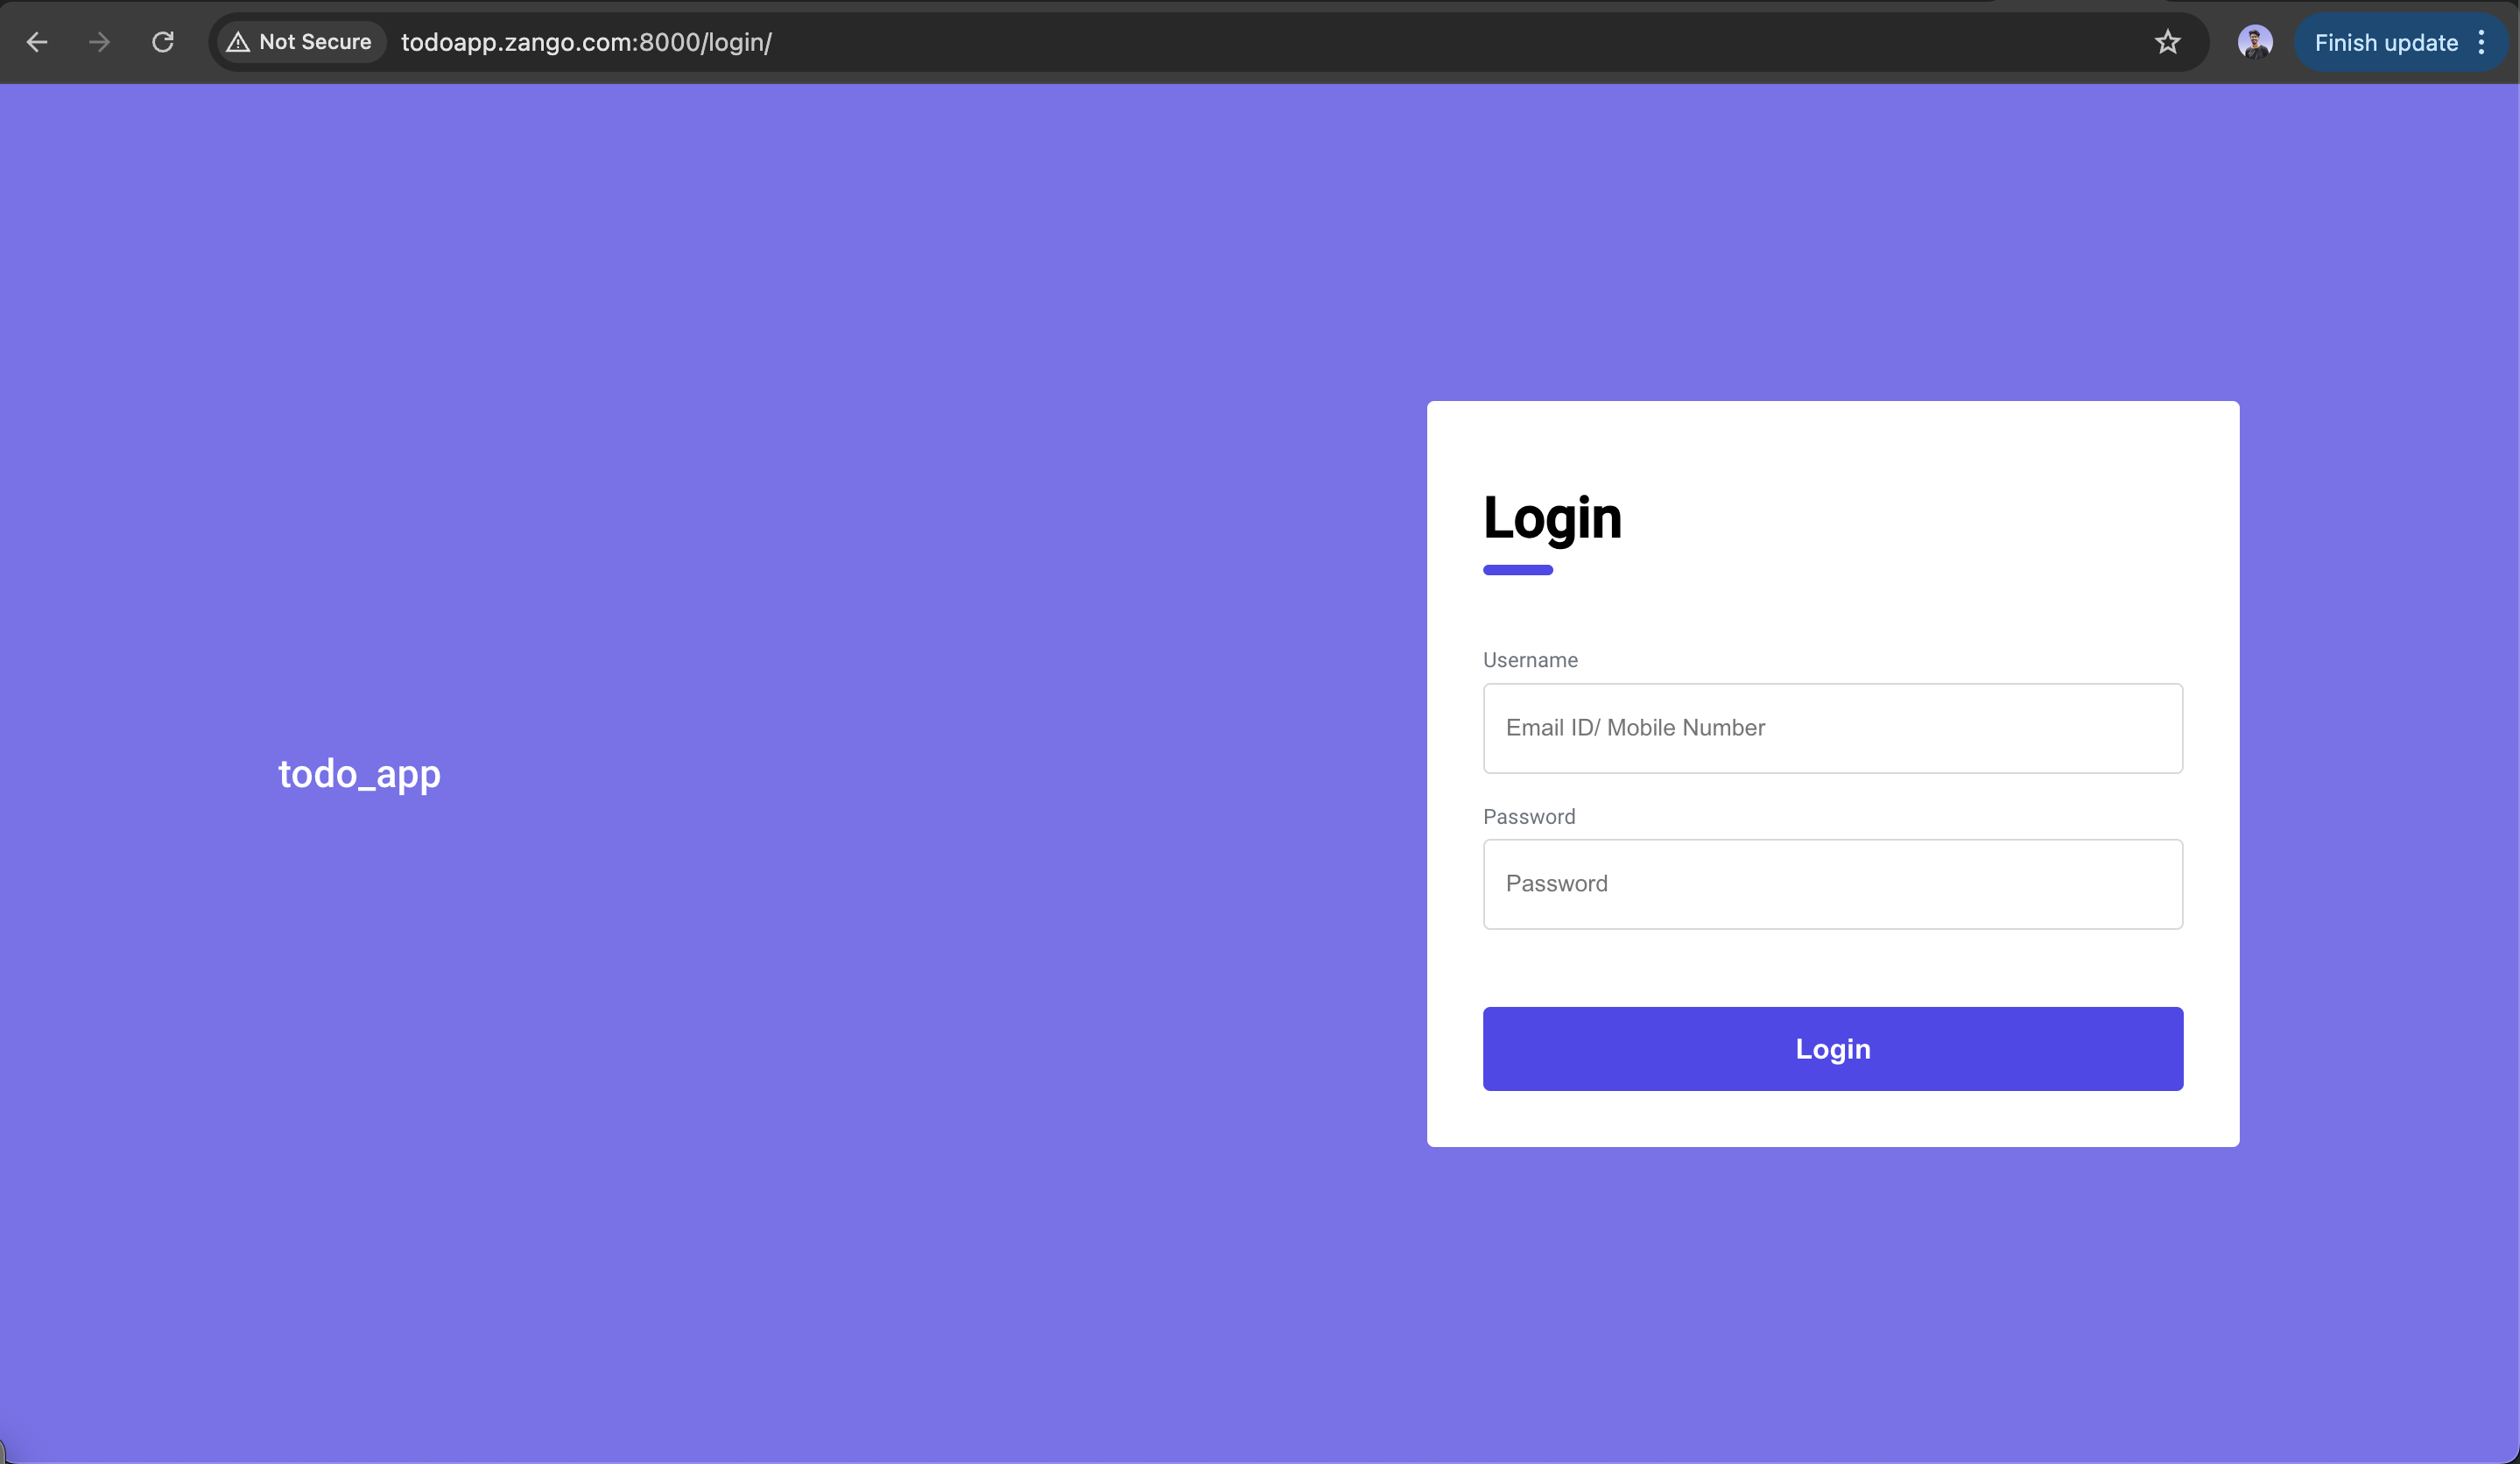 Not Secure todoapp.zango.com:8000/login/ Finish update
todo_app
Login
Username
Email ID/ Mobile Number
Password
Password
Login